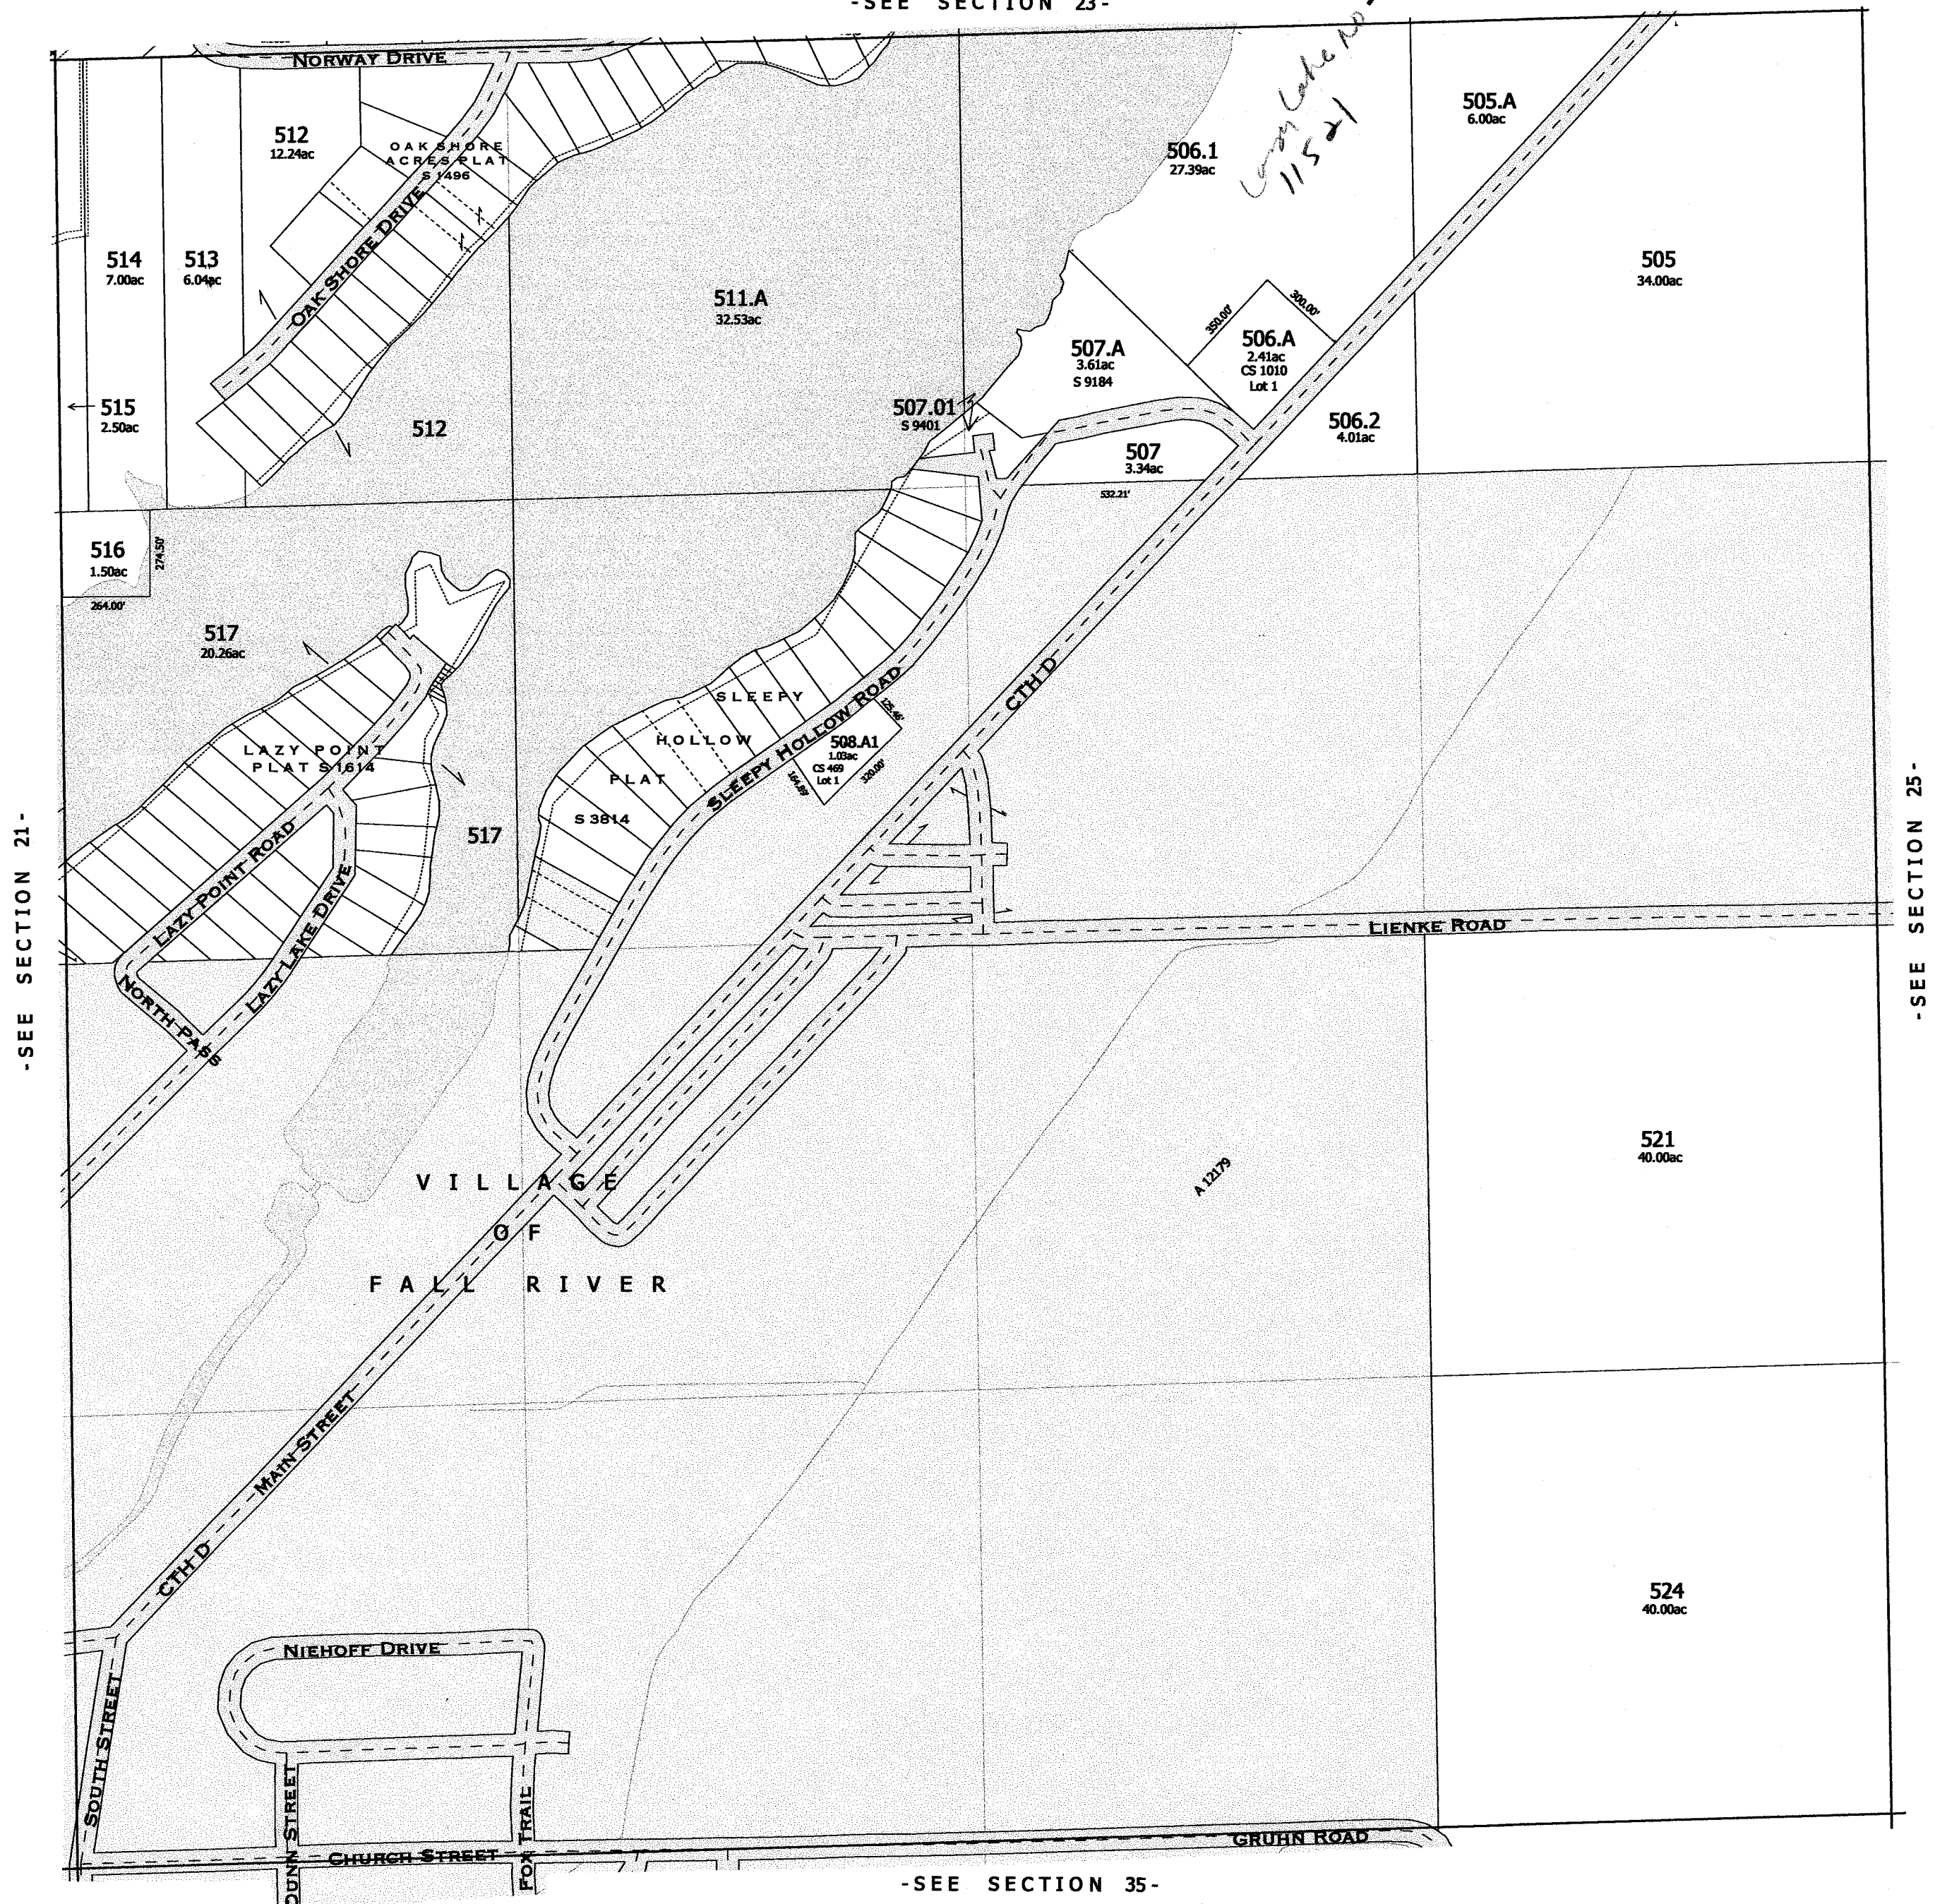 -SEE SECTION 23-
NORWAY DRIVE
512
12.24ac
OAK SHORE
ACRES PLAT
S 1496
OAK SHORE DRIVE
514
7.00ac
513
6.04ac
515
2.50ac
512
511.A
32.53ac
506.1
27.39ac
Lake No
11521
505.A
6.00ac
505
34.00ac
507.A
3.61ac
S 9184
350.00'
300.00'
506.A
2.41ac
CS 1010
Lot 1
507.01
S 9401
506.2
4.01ac
507
3.34ac
532.21'
516
1.50ac
274.50'
264.00'
517
20.26ac
LAZY POINT
PLAT S 1614
517
SLEEPY
HOLLOW
PLAT
S 3814
SLEEPY HOLLOW ROAD
508.A1
1.03ac
CS 469
Lot 1
125.46'
164.89'
320.00'
CTH D
LAZY POINT ROAD
LAZY LAKE DRIVE
NORTH PASS
LIENKE ROAD
-SEE SECTION 21-
-SEE SECTION 25-
521
40.00ac
A 12179
VILLAGE
OF
FALL RIVER
MAIN STREET
CTH D
524
40.00ac
NIEHOFF DRIVE
SOUTH STREET
DUNN STREET
FOX TRAIL
CHURCH STREET
GRUHN ROAD
-SEE SECTION 35-